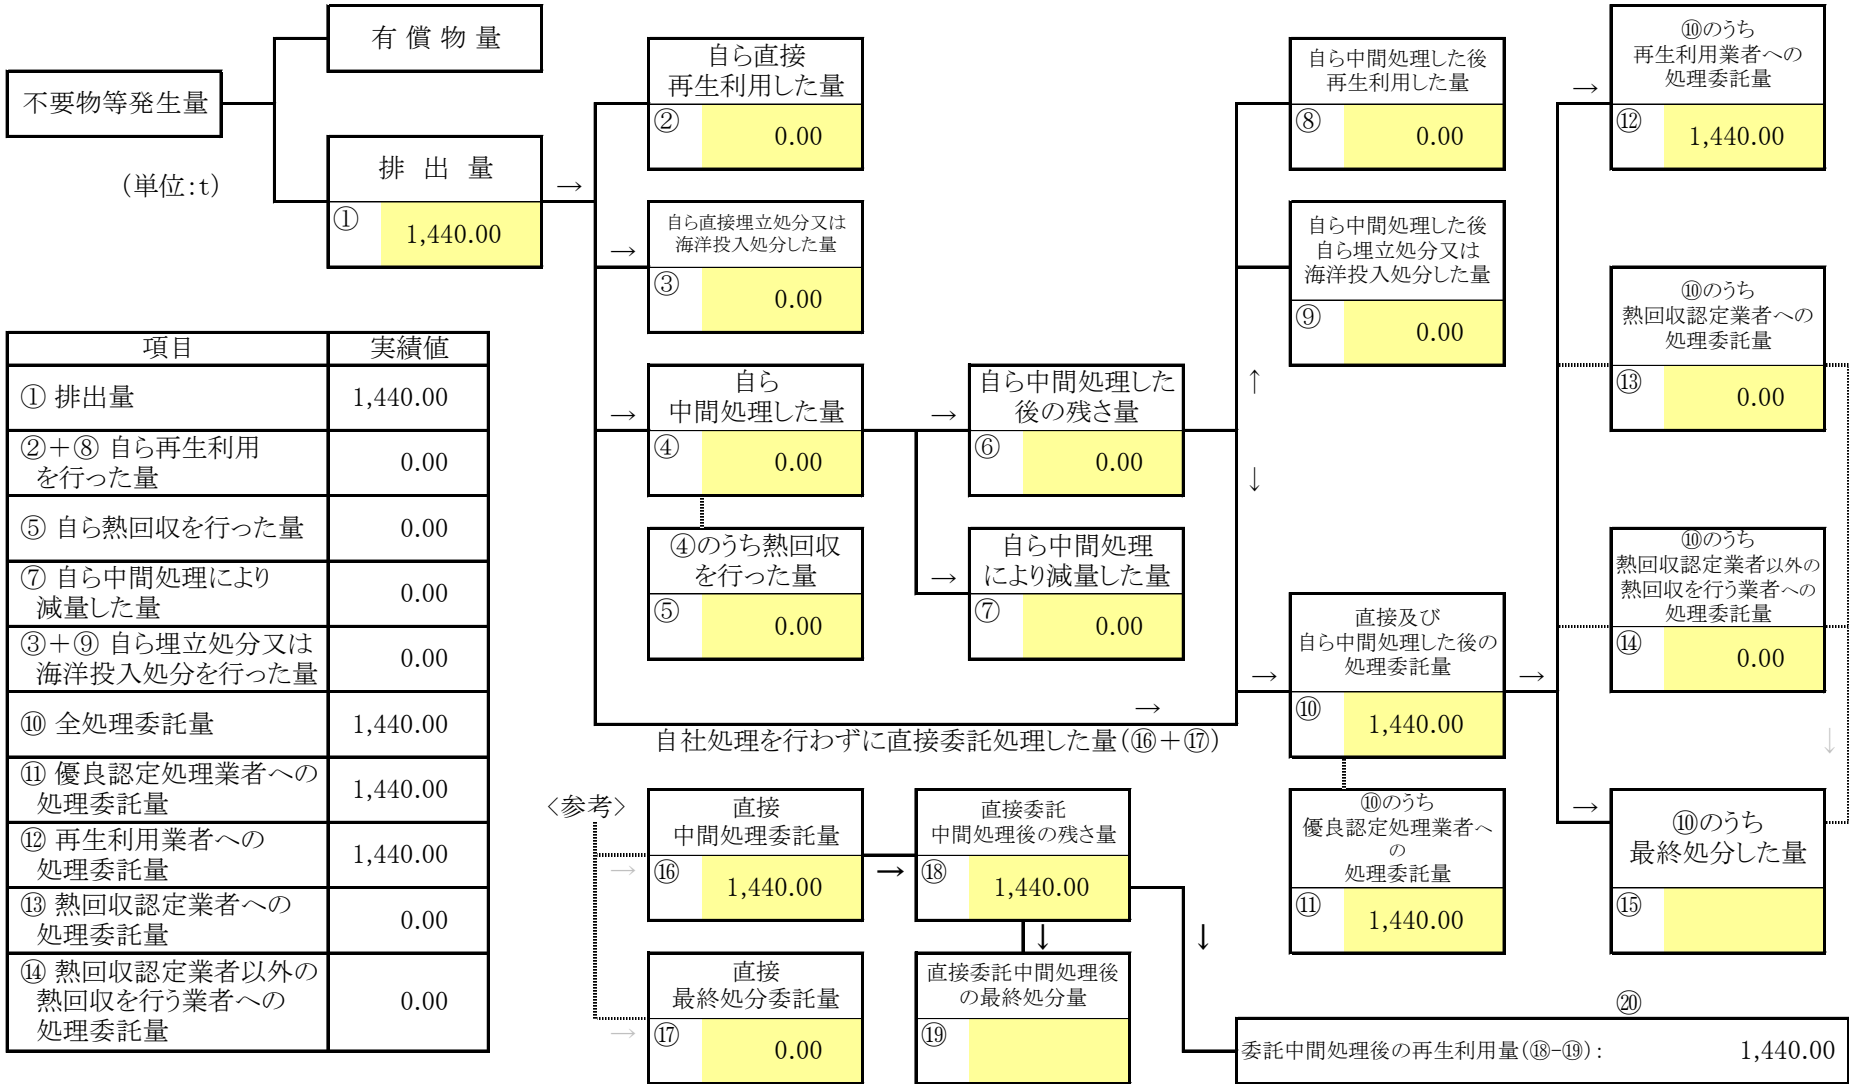 有 償 物 量
不要物等発生量
(単位:t)
排 出 量
→
①
1,440.00
自ら直接
再生利用した量
②
0.00
→
自ら直接埋立処分又は
海洋投入処分した量
③
0.00
→
自ら
中間処理した量
④
0.00
④のうち熱回収
を行った量
⑤
0.00
→
自ら中間処理した
後の残さ量
⑥
0.00
→
自ら中間処理
により減量した量
⑦
0.00
自ら中間処理した後
再生利用した量
⑧
0.00
自ら中間処理した後
自ら埋立処分又は
海洋投入処分した量
⑨
0.00
↑
↓
→
自社処理を行わずに直接委託処理した量(⑯+⑰)
→
直接及び
自ら中間処理した後の
処理委託量
⑩
1,440.00
⑩のうち
優良認定処理業者へ
の
処理委託量
⑪
1,440.00
→
→
⑩のうち
再生利用業者への
処理委託量
⑫
1,440.00
⑩のうち
熱回収認定業者への
処理委託量
⑬
0.00
⑩のうち
熱回収認定業者以外の
熱回収を行う業者への
処理委託量
⑭
0.00
↓
→
⑩のうち
最終処分した量
⑮
項目 実績値
① 排出量 1,440.00
②+⑧ 自ら再生利用
を行った量 0.00
⑤ 自ら熱回収を行った量 0.00
⑦ 自ら中間処理により
減量した量 0.00
③+⑨ 自ら埋立処分又は
海洋投入処分を行った量 0.00
⑩ 全処理委託量 1,440.00
⑪ 優良認定処理業者への
処理委託量 1,440.00
⑫ 再生利用業者への
処理委託量 1,440.00
⑬ 熱回収認定業者への
処理委託量 0.00
⑭ 熱回収認定業者以外の
熱回収を行う業者への
処理委託量 0.00
<参考>
→
直接
中間処理委託量
⑯
1,440.00
→
直接委託
中間処理後の残さ量
⑱
1,440.00
→
直接
最終処分委託量
⑰
0.00
↓
直接委託中間処理後
の最終処分量
⑲
↓
⑳
委託中間処理後の再生利用量(⑱-⑲): 1,440.00